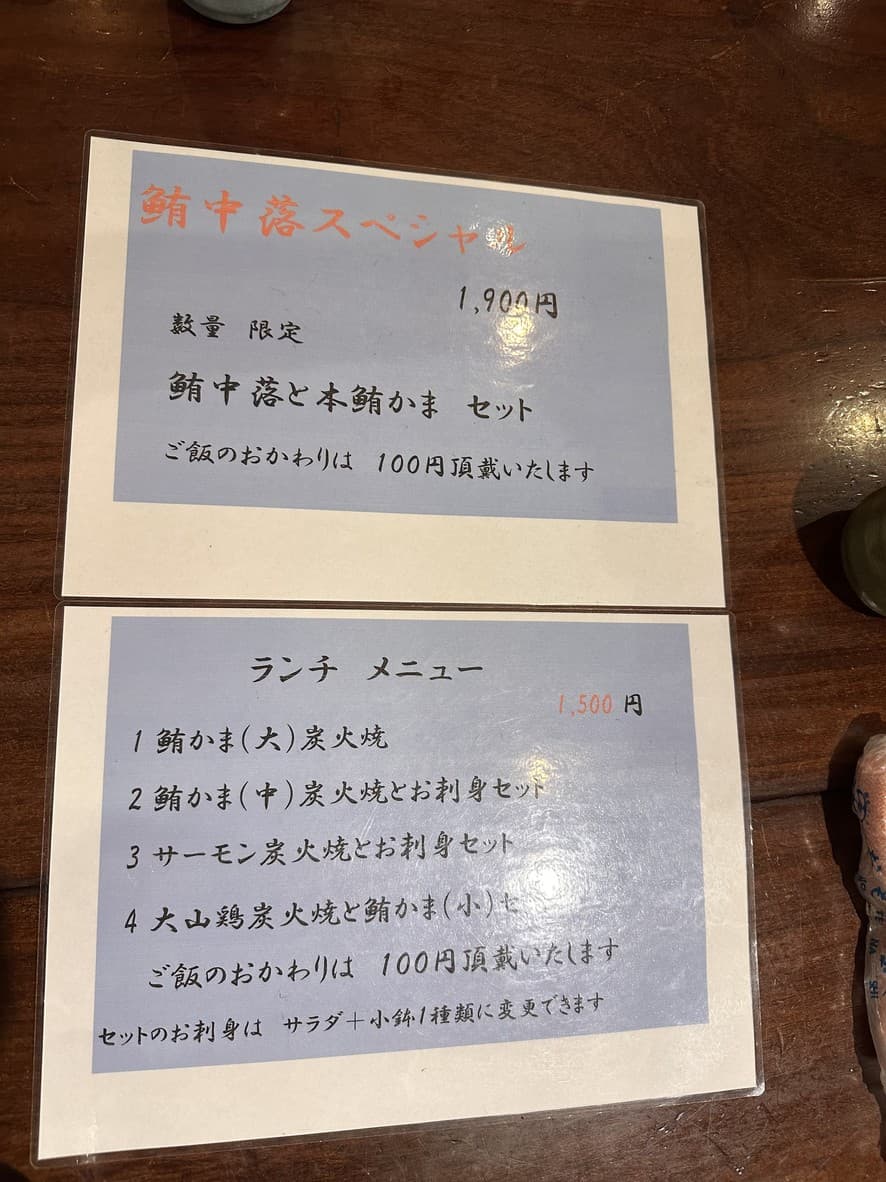 鮪中落スペシャル
1,900円
数量 限定
鮪中落と本鮪かま セット
ご飯のおかわりは 100円頂戴いたします
ランチ メニュー
1,500 円
1 鮪かま(大)炭火焼
2 鮪かま(中)炭火焼とお刺身セット
3 サーモン炭火焼とお刺身セット
4 大山鶏炭火焼と鮪かま(小)セ
ご飯のおかわりは 100円頂戴いたします
セットのお刺身は サラダ+小鉢1種類に変更できます